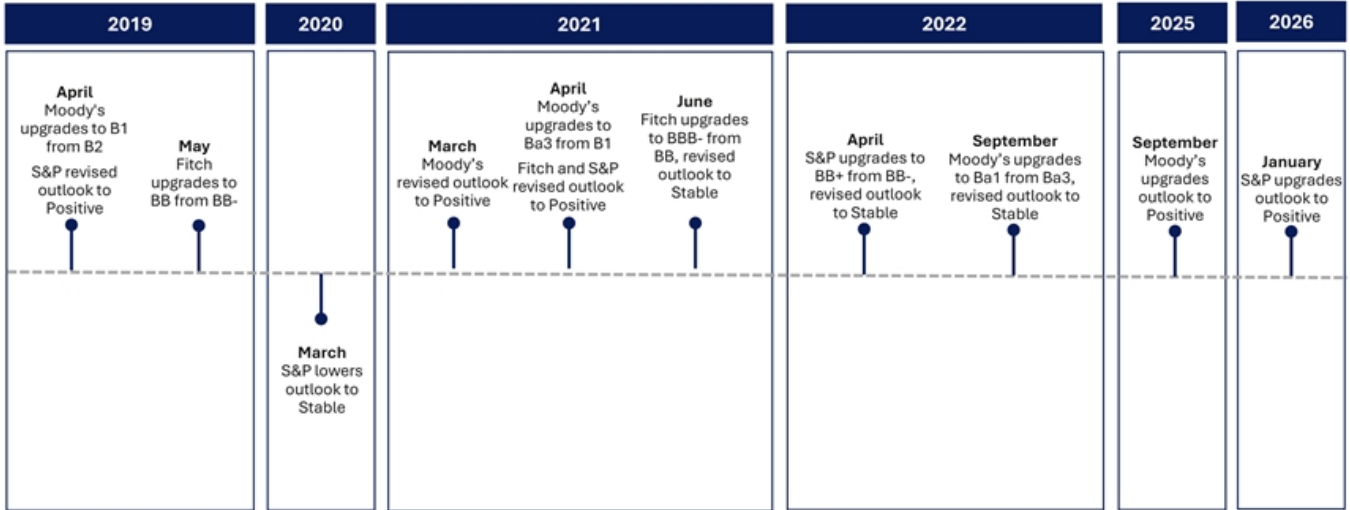 2019
April
Moody's
upgrades to B1
from B2
S&P revised
outlook to
Positive
May
Fitch
upgrades to
BB from BB-
2020
March
S&P lowers
outlook to
Stable
2021
March
Moody's
revised outlook
to Positive
April
Moody's
upgrades to
Ba3 from B1
Fitch and S&P
revised outlook
to Positive
June
Fitch upgrades
to BBB- from
BB, revised
outlook to
Stable
2022
April
S&P upgrades to
BB+ from BB-,
revised outlook
to Stable
September
Moody's upgrades
to Ba1 from Ba3,
revised outlook to
Stable
2025
September
Moody's
upgrades
outlook to
Positive
2026
January
S&P upgrades
outlook to
Positive